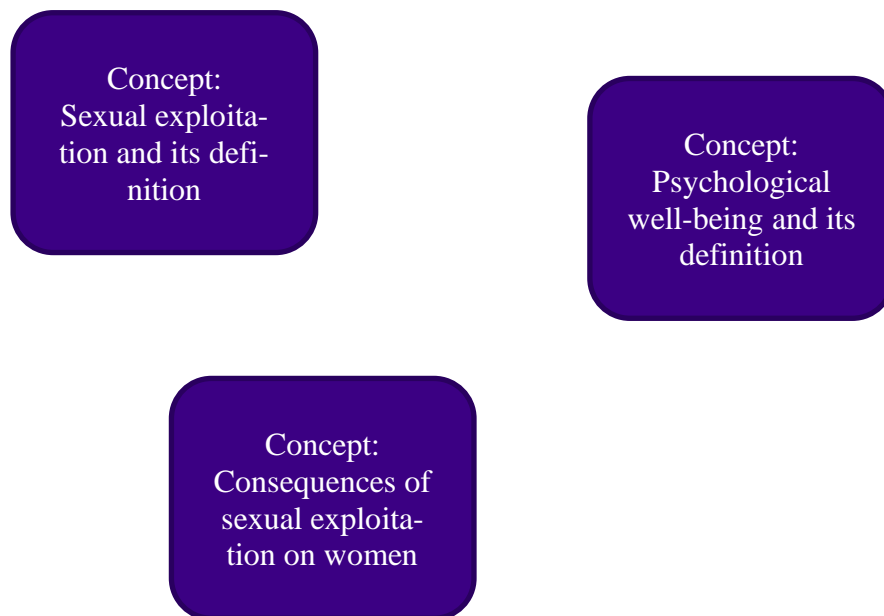 Concept:
Sexual exploita-
tion and its defi-
nition
Concept:
Psychological
well-being and its
definition
Concept:
Consequences of
sexual exploita-
tion on women